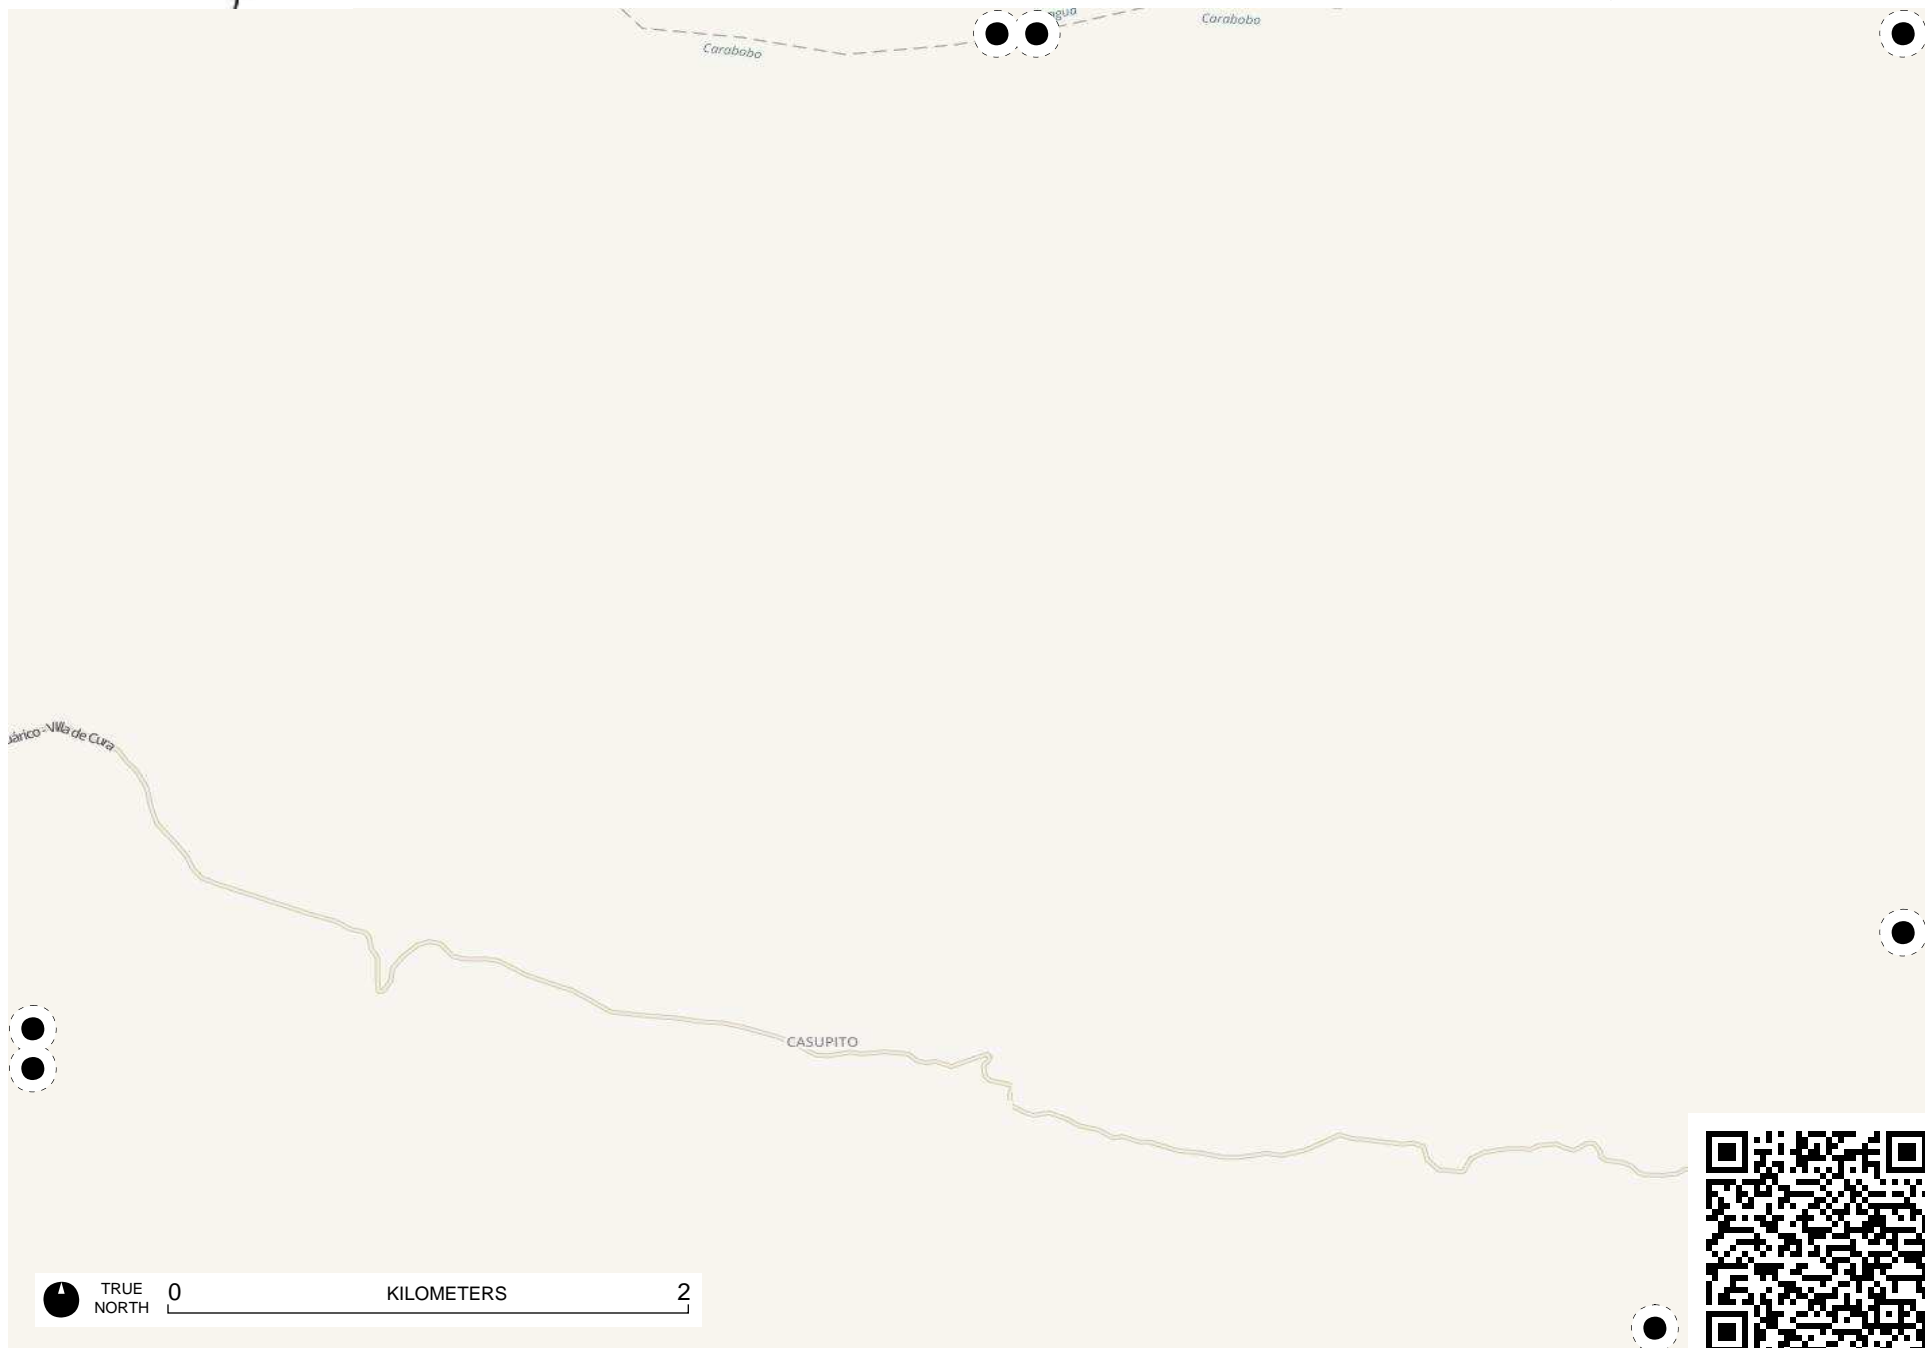 Carabobo
Carabobo
Villa de Cura
CASUPITO
TRUE
NORTH
0 KILOMETERS 2